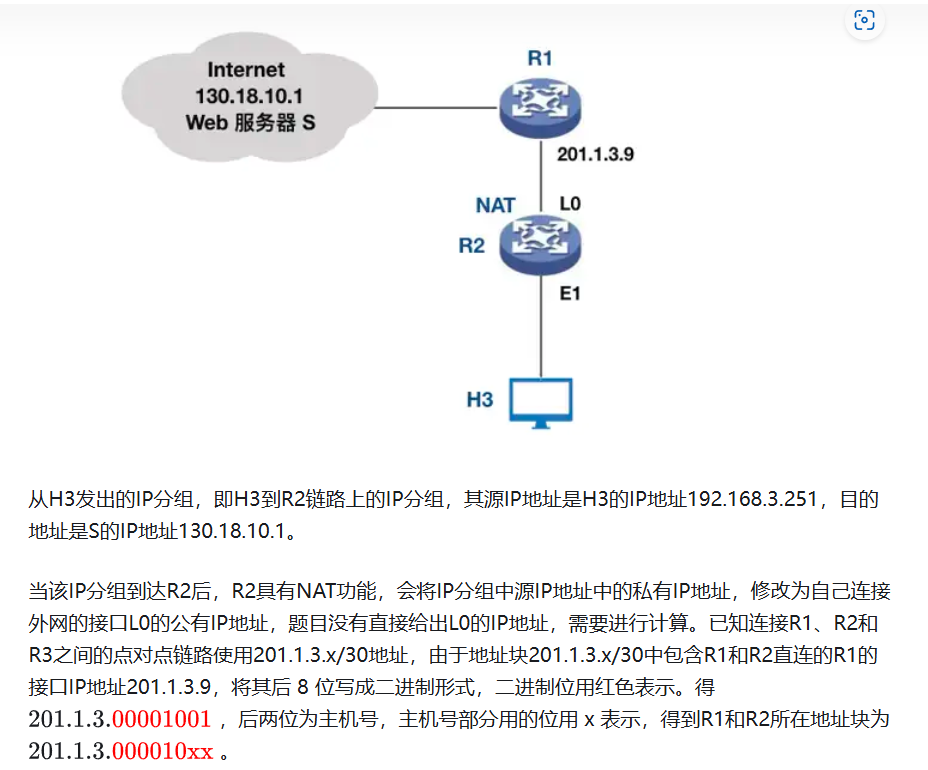 Internet
130.18.10.1
Web 服务器 S
R1
201.1.3.9
NAT
L0
R2
E1
H3
从H3发出的IP分组，即H3到R2链路上的IP分组，其源IP地址是H3的IP地址192.168.3.251，目的
地址是S的IP地址130.18.10.1。
当该IP分组到达R2后，R2具有NAT功能，会将IP分组中源IP地址中的私有IP地址，修改为自己连接
外网的接口L0的公有IP地址，题目没有直接给出L0的IP地址，需要进行计算。已知连接R1、R2和
R3之间的点对点链路使用201.1.3.x/30地址，由于地址块201.1.3.x/30中包含R1和R2直连的R1的
接口IP地址201.1.3.9，将其后 8 位写成二进制形式，二进制位用红色表示。得
201.1.3.00001001 ，后两位为主机号，主机号部分用的位用 x 表示，得到R1和R2所在地址块为
201.1.3.000010xx 。